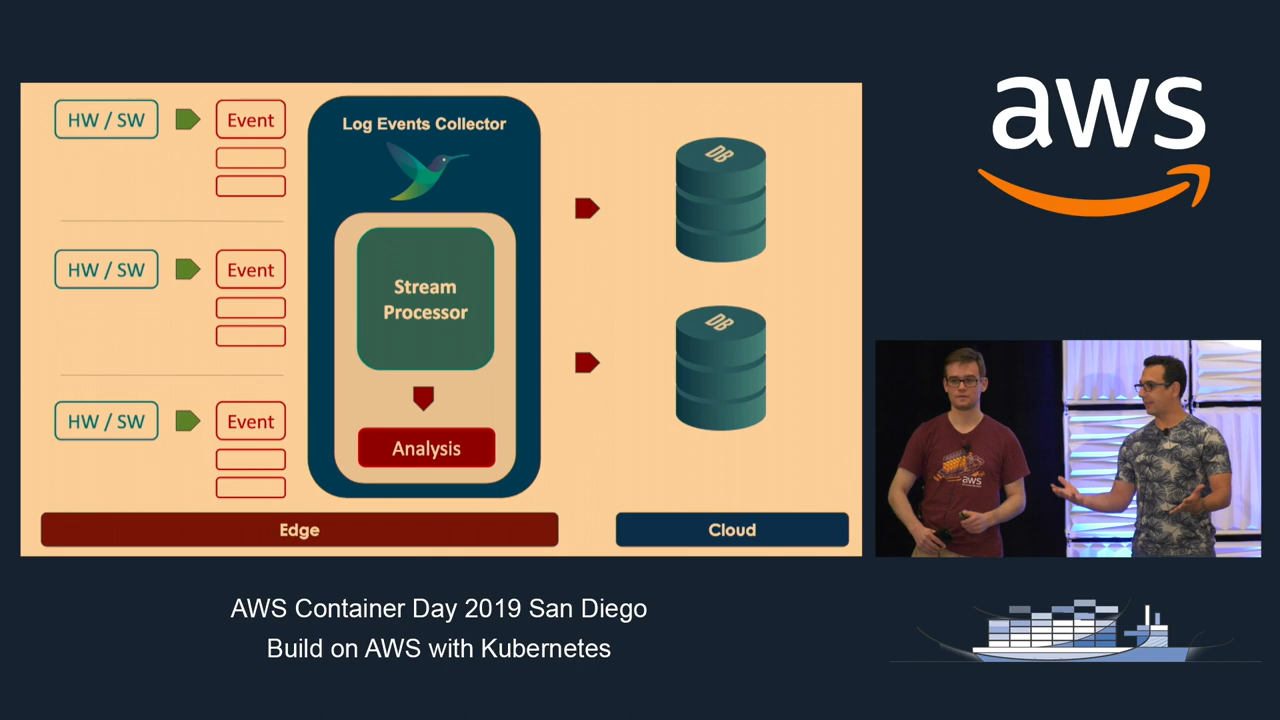 HW / SW
Event
HW / SW
Event
HW / SW
Event
Log Events Collector
Stream
Processor
Analysis
DB
DB
Edge
Cloud
aws
aws
AWS Container Day 2019 San Diego
Build on AWS with Kubernetes